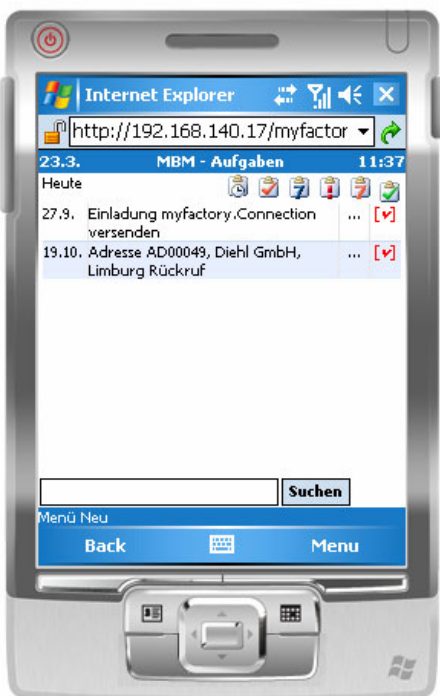 Internet Explorer
http://192.168.140.17/myfactor
23.3. MBM - Aufgaben 11:37
Heute
27.9. Einladung myfactory.Connection ... [v]
versenden
19.10. Adresse AD00049, Diehl GmbH, ... [v]
Limburg Rückruf
Suchen
Menü Neu
Back Menu